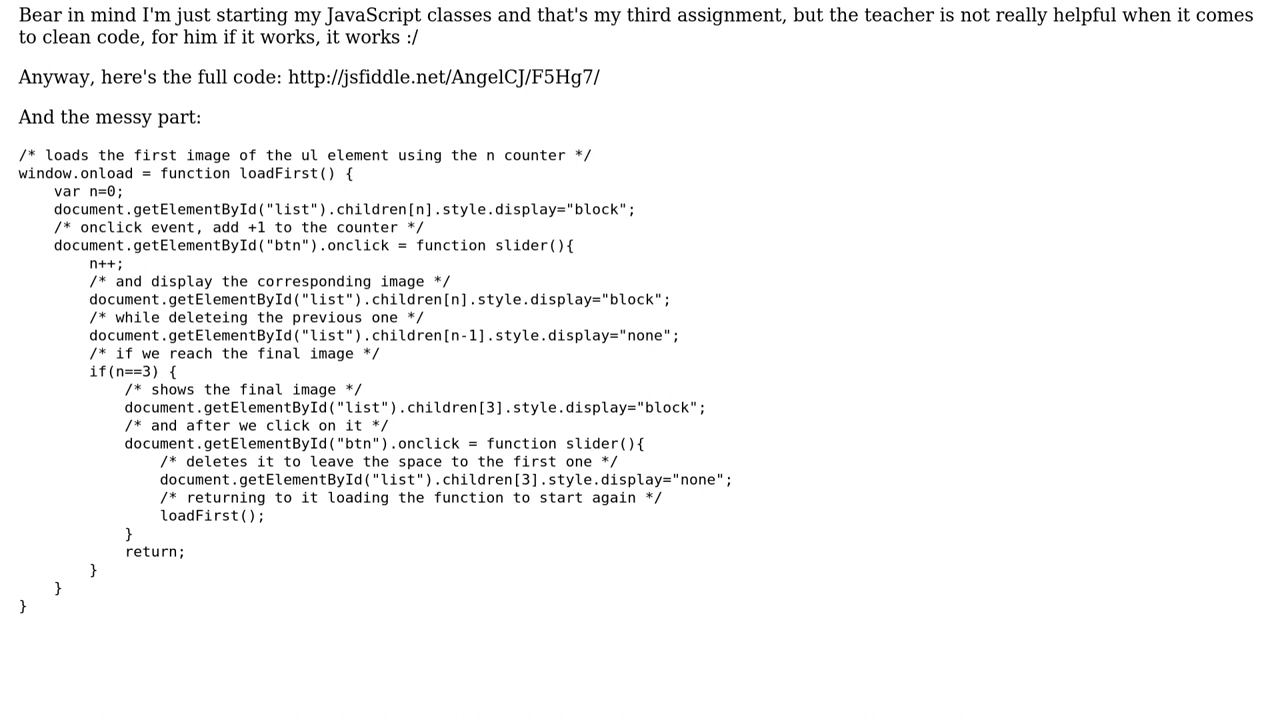 Bear in mind I'm just starting my JavaScript classes and that's my third assignment, but the teacher is not really helpful when it comes
to clean code, for him if it works, it works :/
Anyway, here's the full code: http://jsfiddle.net/AngelCJ/F5Hg7/
And the messy part:
/* loads the first image of the ul element using the n counter */
window.onload = function loadFirst() {
    var n=0;
    document.getElementById("list").children[n].style.display="block";
    /* onclick event, add +1 to the counter */
    document.getElementById("btn").onclick = function slider(){
        n++;
        /* and display the corresponding image */
        document.getElementById("list").children[n].style.display="block";
        /* while deleteing the previous one */
        document.getElementById("list").children[n-1].style.display="none";
        /* if we reach the final image */
        if(n==3) {
            /* shows the final image */
            document.getElementById("list").children[3].style.display="block";
            /* and after we click on it */
            document.getElementById("btn").onclick = function slider(){
                /* deletes it to leave the space to the first one */
                document.getElementById("list").children[3].style.display="none";
                /* returning to it loading the function to start again */
                loadFirst();
            }
            return;
        }
    }
}